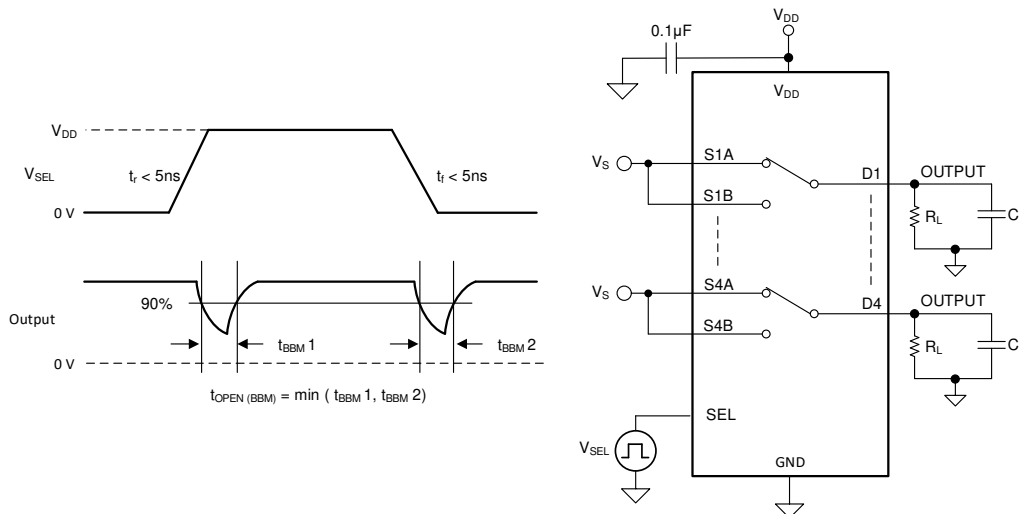 V_DD
V_SEL
t_r < 5ns
t_f < 5ns
0 V
90%
Output
t_BBM 1
t_BBM 2
0 V
t_OPEN (BBM) = min ( t_BBM 1, t_BBM 2)
V_DD
0.1µF
V_DD
V_S
S1A
D1
OUTPUT
S1B
R_L
C
V_S
S4A
D4
OUTPUT
S4B
R_L
C
SEL
V_SEL
GND